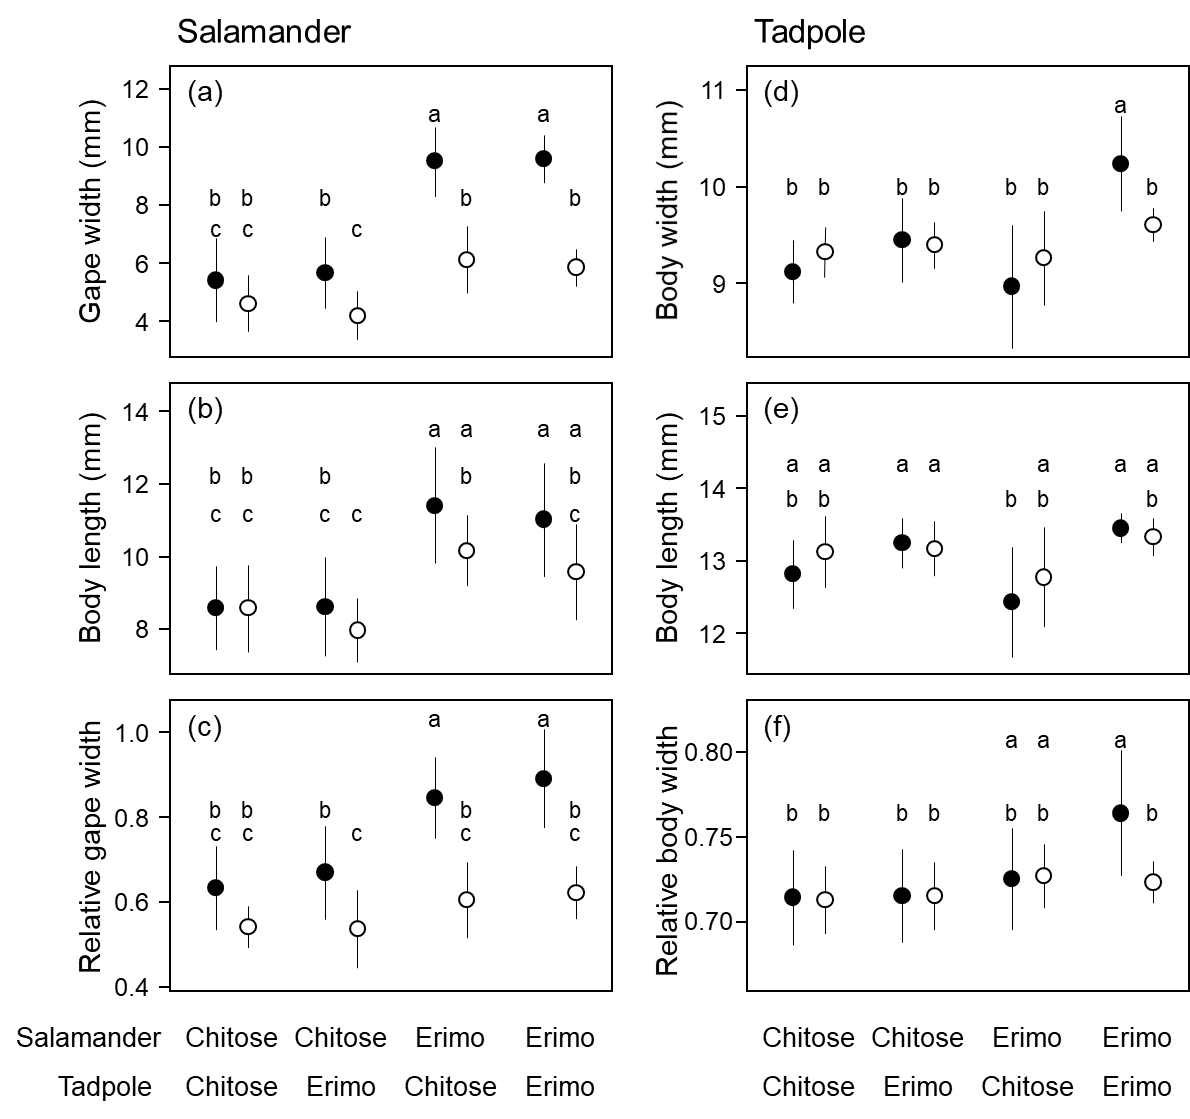 Salamander
Tadpole
Gape width (mm)
12
10
8
6
4
(a)
a a
b b b b b
c c c
Body width (mm)
11
10
9
(d)
a
b b b b b b b
Body length (mm)
14
12
10
8
(b)
a a a a
b b b b b
c c c c c
Body length (mm)
15
14
13
12
(e)
a a a a a a a
b b b b b
Relative gape width
1.0
0.8
0.6
0.4
(c)
a a
b b b b b
c c c c c
Relative body width
0.80
0.75
0.70
(f)
a a a
b b b b b b b
Salamander Chitose Chitose Erimo Erimo Chitose Chitose Erimo Erimo
Tadpole Chitose Erimo Chitose Erimo Chitose Erimo Chitose Erimo